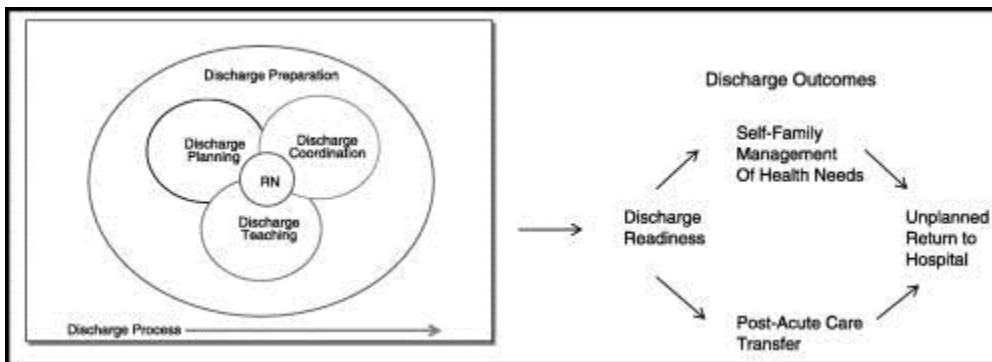 Discharge Preparation
Discharge
Planning
Discharge
Coordination
RN
Discharge
Teaching
Discharge Process
Discharge Outcomes
Self-Family
Management
Of Health Needs
Discharge
Readiness
Unplanned
Return to
Hospital
Post-Acute Care
Transfer